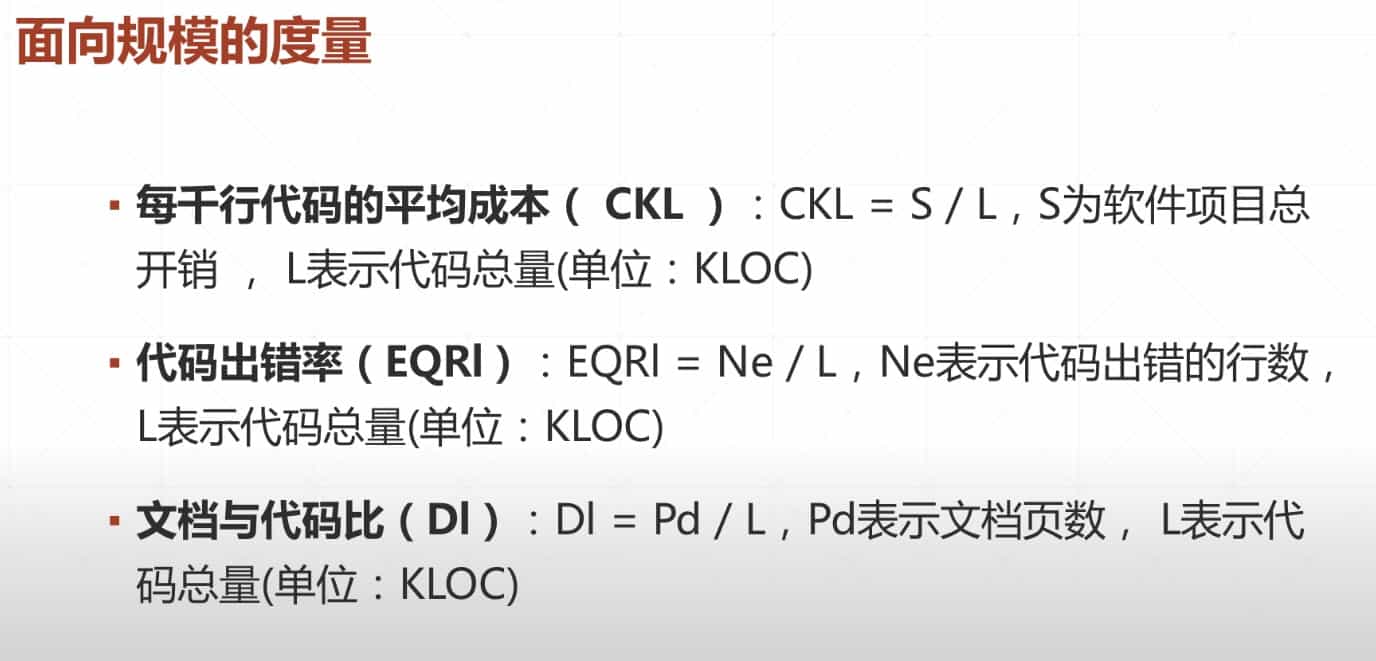 面向规模的度量
▪ 每千行代码的平均成本（ CKL ）：CKL = S / L，S为软件项目总
开销 ， L表示代码总量(单位：KLOC)
▪ 代码出错率（EQRl）：EQRl = Ne / L，Ne表示代码出错的行数，
L表示代码总量(单位：KLOC)
▪ 文档与代码比（Dl）：Dl = Pd / L，Pd表示文档页数， L表示代
码总量(单位：KLOC)